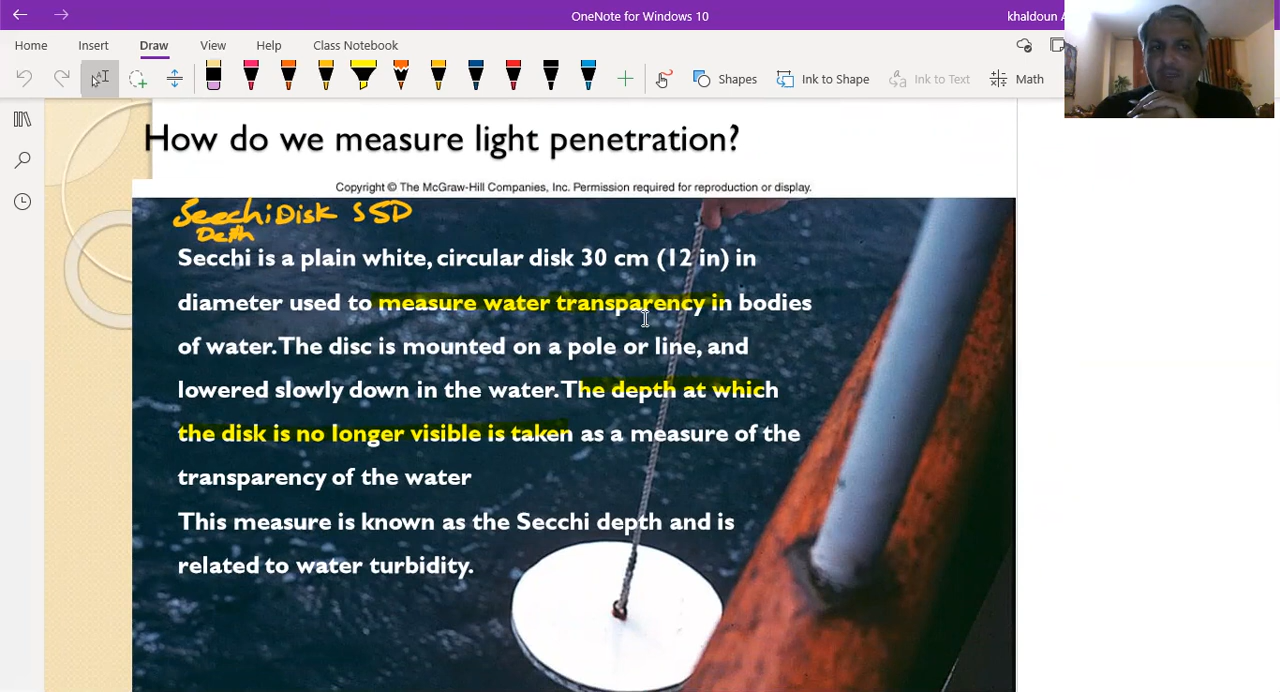 OneNote for Windows 10
khaldoun A
Home Insert Draw View Help Class Notebook
Shapes Ink to Shape Ink to Text Math
How do we measure light penetration?
Copyright © The McGraw-Hill Companies, Inc. Permission required for reproduction or display.
Secchi Disk SSD
Secchi is a plain white, circular disk 30 cm (12 in) in
diameter used to measure water transparency in bodies
of water. The disc is mounted on a pole or line, and
lowered slowly down in the water. The depth at which
the disk is no longer visible is taken as a measure of the
transparency of the water
This measure is known as the Secchi depth and is
related to water turbidity.